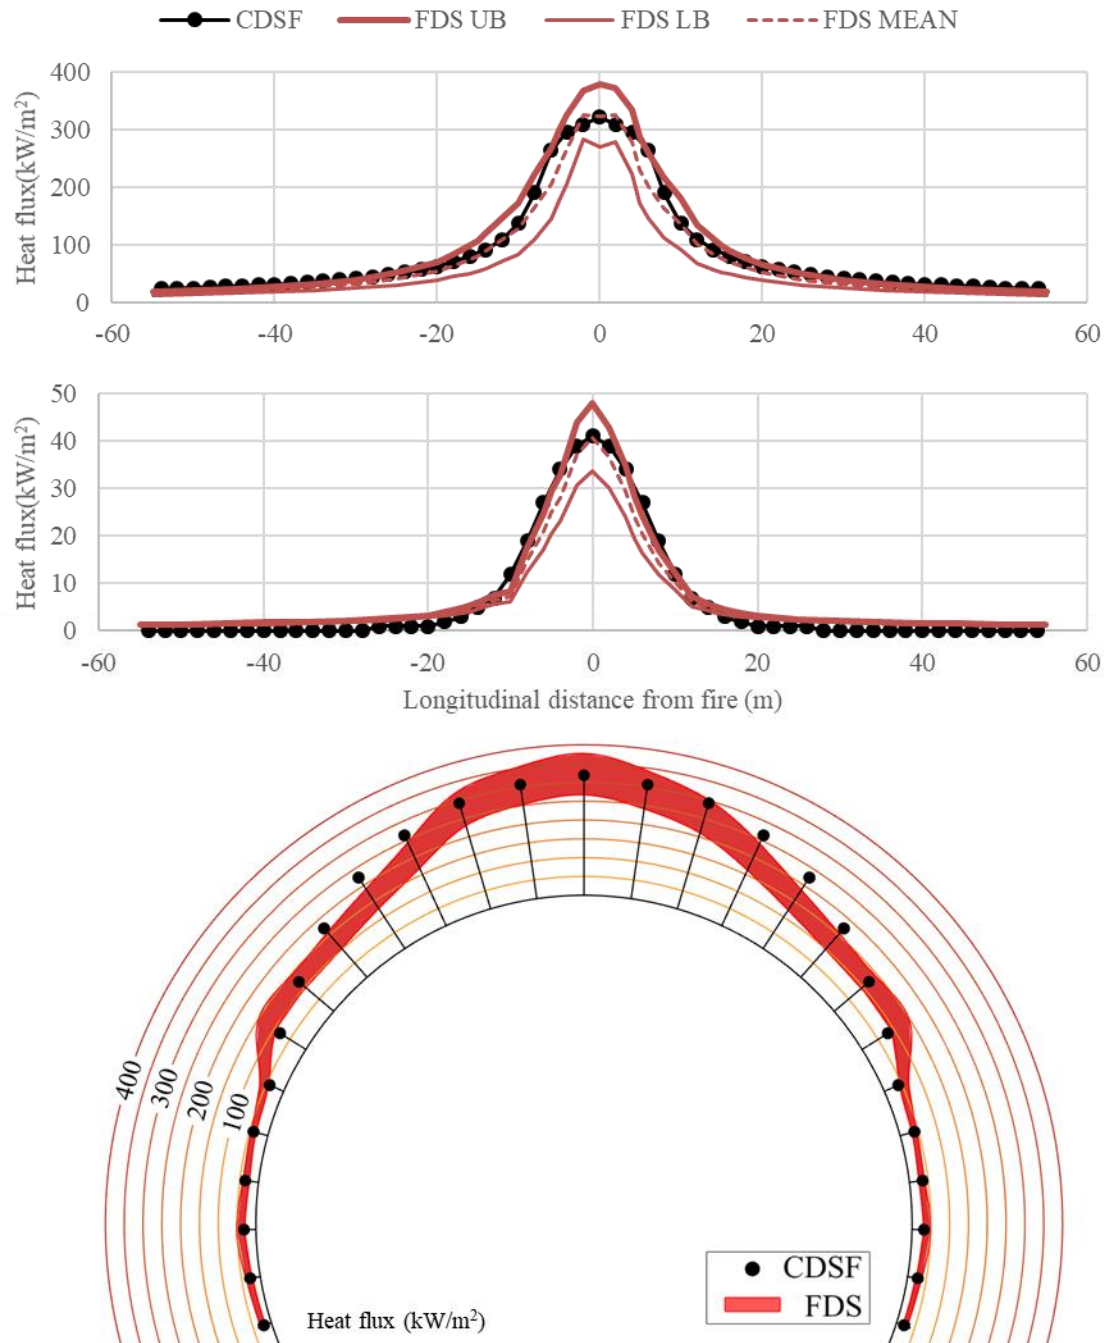 CDSF FDS UB FDS LB FDS MEAN
400
300
200
100
0
Heat flux(kW/m²)
-60 -40 -20 0 20 40 60
50
40
30
20
10
0
Heat flux(kW/m²)
-60 -40 -20 0 20 40 60
Longitudinal distance from fire (m)
400 300 200 100
CDSF
FDS
Heat flux (kW/m²)